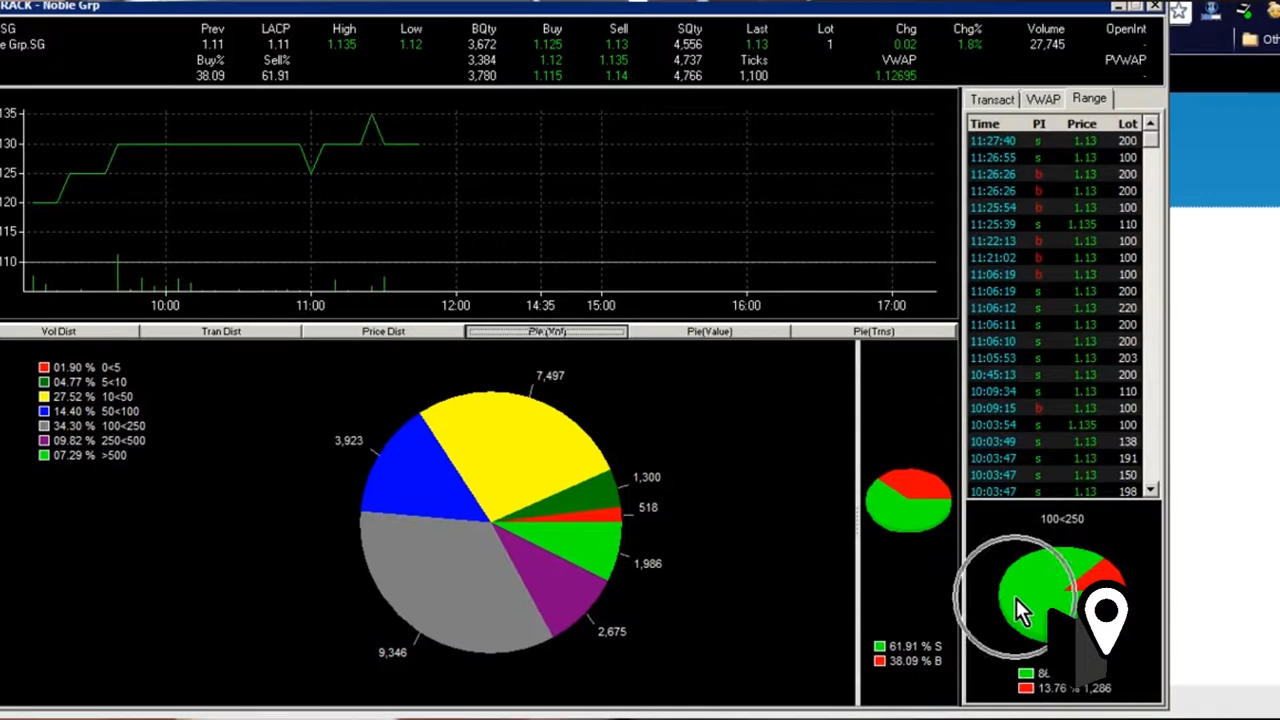 RACK - Noble Grp
SG Prev LACP High Low BQty Buy Sell SQty Last Lot Chg Chg% Volume OpenInt
e Grp.SG 1.11 1.11 1.135 1.12 3,672 1.125 1.13 4,556 1.13 1 0.02 1.8% 27,745 -
Buy% Sell% 3,384 1.12 1.135 4,737 Ticks VWAP PVWAP
38.09 61.91 3,780 1.115 1.14 4,766 1,100 1.12695 -
Othe
Transact VWAP Range
135
130
125
120
115
110
10:00 11:00 12:00 14:35 15:00 16:00 17:00
Time PI Price Lot
11:27:40 s 1.13 200
11:26:55 s 1.13 100
11:26:26 b 1.13 200
11:26:26 b 1.13 200
11:25:54 b 1.13 100
11:25:39 s 1.135 110
11:22:13 b 1.13 100
11:21:02 b 1.13 100
11:06:19 b 1.13 100
11:06:19 s 1.13 200
11:06:12 s 1.13 220
11:06:11 s 1.13 200
11:06:10 s 1.13 200
11:05:53 s 1.13 203
10:45:13 s 1.13 200
10:09:34 s 1.13 110
10:09:15 b 1.13 100
10:03:54 s 1.135 100
10:03:49 s 1.13 138
10:03:47 s 1.13 191
10:03:47 s 1.13 150
10:03:47 s 1.13 198
Vol Dist Tran Dist Price Dist Pie(Vol) Pie(Value) Pie(Trns)
01.90 % 0<5
04.77 % 5<10
27.52 % 10<50
14.40 % 50<100
34.30 % 100<250
09.82 % 250<500
07.29 % >500
7,497
3,923
1,300
518
1,986
2,675
9,346
61.91 % S
38.09 % B
100<250
13.76 % 1,286